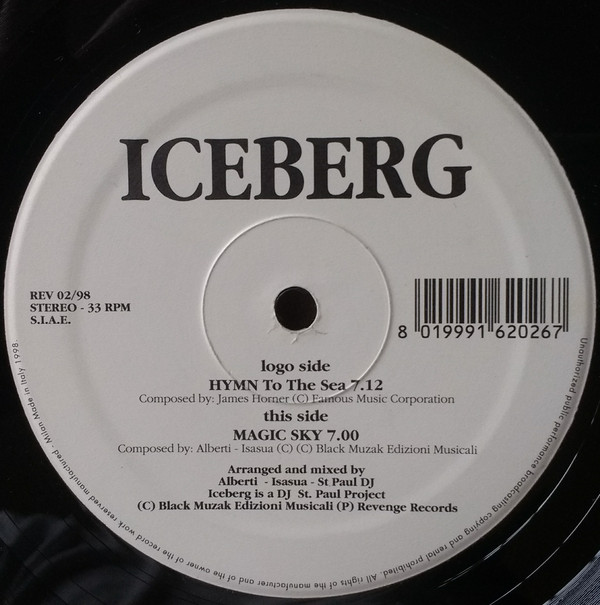 ICEBERG
REV 02/98
STEREO - 33 RPM
S.I.A.E.
8 019991 620267
logo side
HYMN To The Sea 7.12
Composed by: James Horner (C) Famous Music Corporation
this side
MAGIC SKY 7.00
Composed by: Alberti - Isasua (C) (C) Black Muzak Edizioni Musicali
Arranged and mixed by
Alberti - Isasua - St Paul DJ
Iceberg is a DJ St. Paul Project
(C) Black Muzak Edizioni Musicali (P) Revenge Records
Unauthorized public performance broadcasting copying and rental prohibited. All rights of the manufacturer and of the owner of the record work reserved manufactured - Milan Made in Italy 1998.